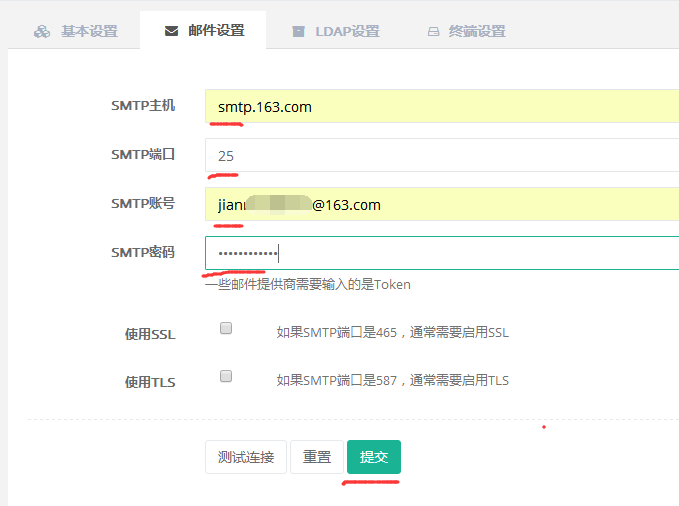 基本设置 邮件设置 LDAP设置 终端设置
SMTP主机 smtp.163.com
SMTP端口 25
SMTP账号 jian @163.com
SMTP密码 ••••••••••••
一些邮件提供商需要输入的是Token
使用SSL 如果SMTP端口是465，通常需要启用SSL
使用TLS 如果SMTP端口是587，通常需要启用TLS
测试连接 重置 提交